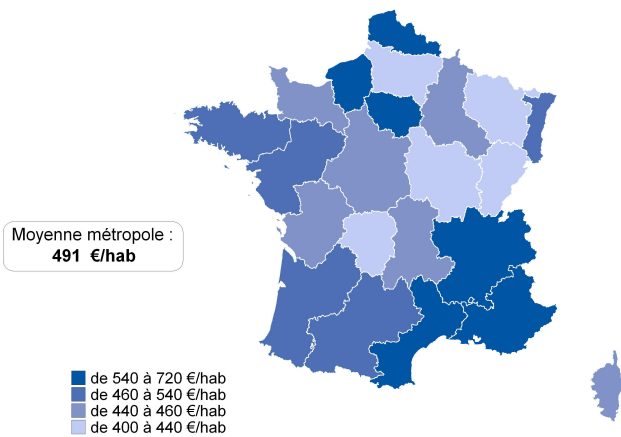 Moyenne métropole :
491 €/hab
de 540 à 720 €/hab
de 460 à 540 €/hab
de 440 à 460 €/hab
de 400 à 440 €/hab